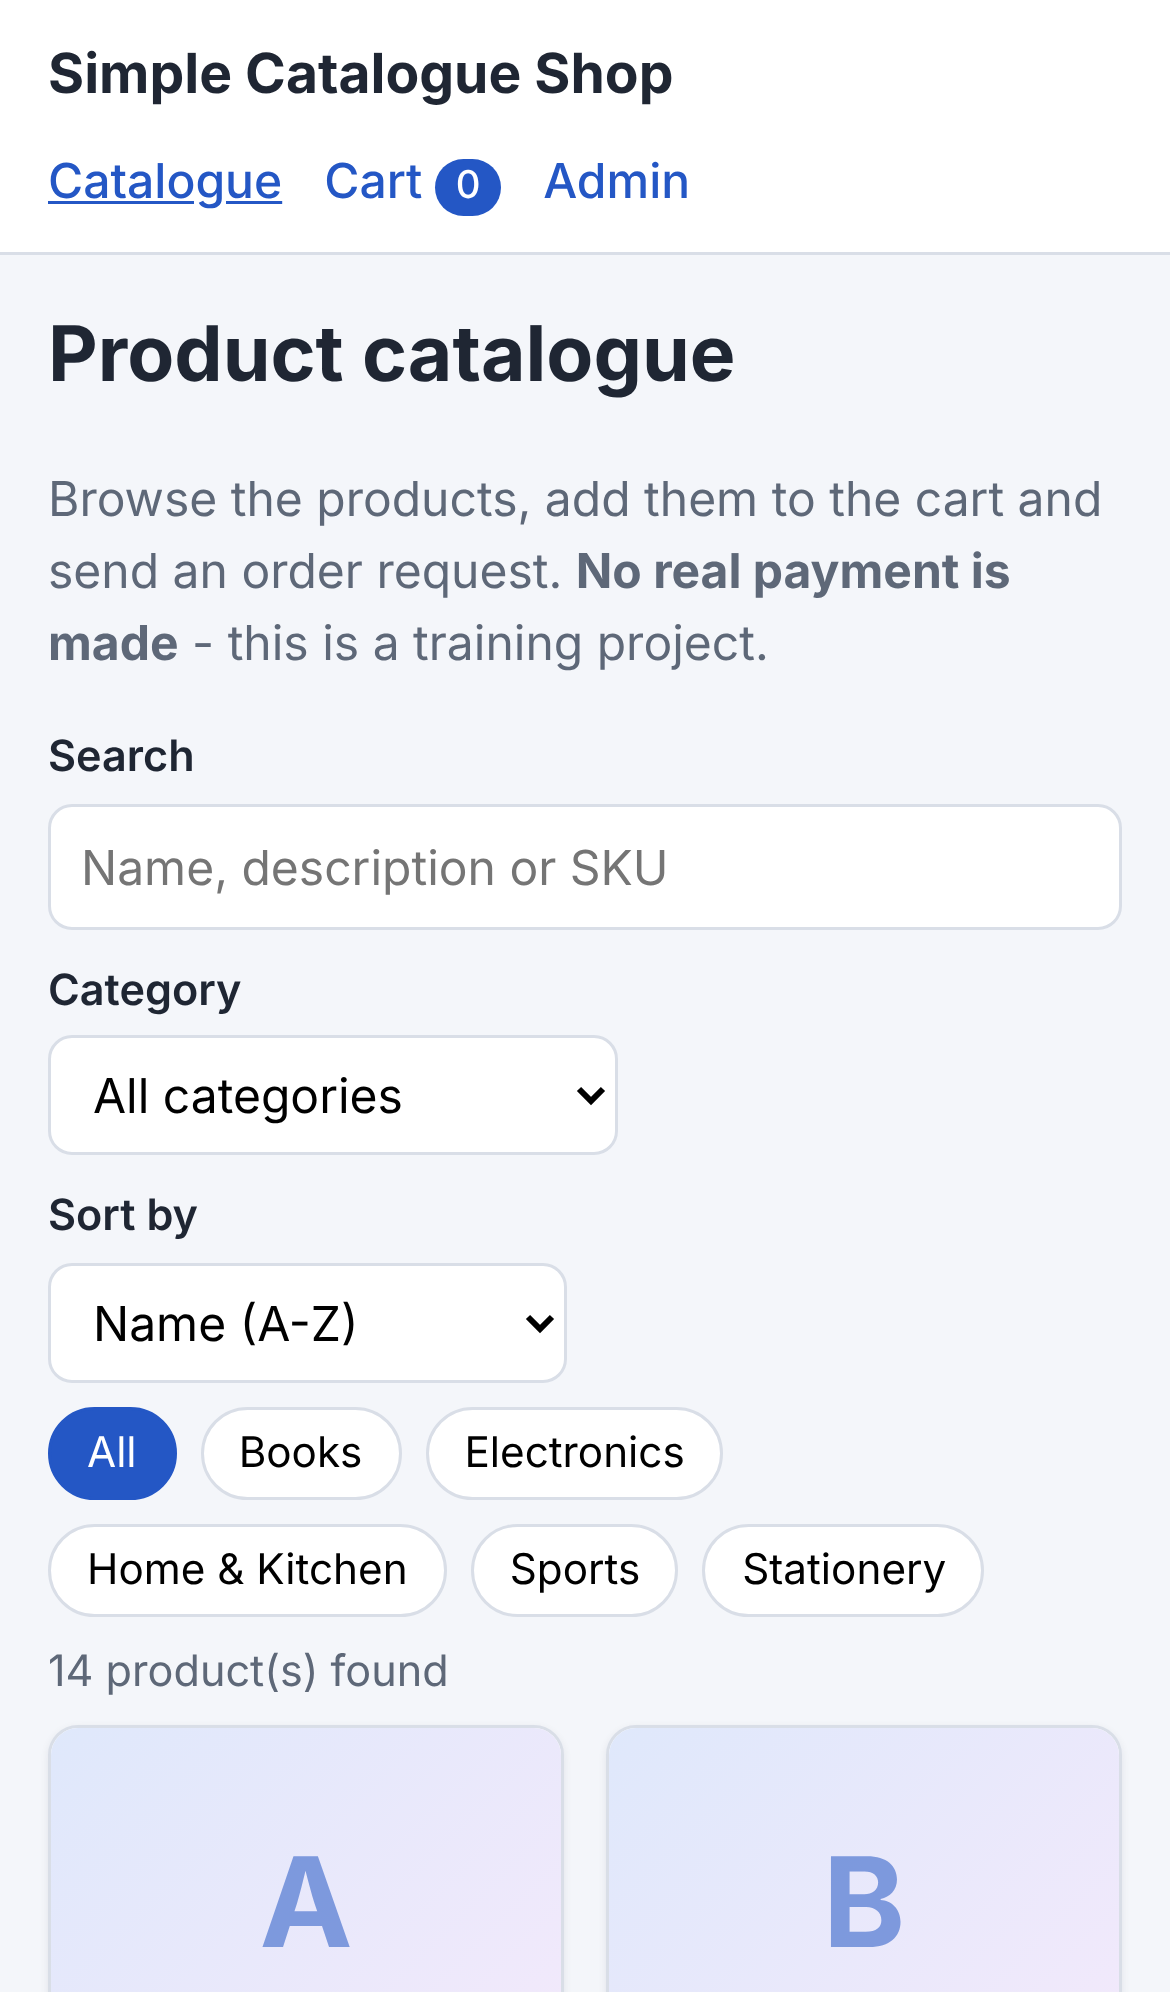 Simple Catalogue Shop
Catalogue Cart 0 Admin
Product catalogue
Browse the products, add them to the cart and
send an order request. No real payment is
made - this is a training project.
Search
Name, description or SKU
Category
All categories
Sort by
Name (A-Z)
All Books Electronics
Home & Kitchen Sports Stationery
14 product(s) found
A B